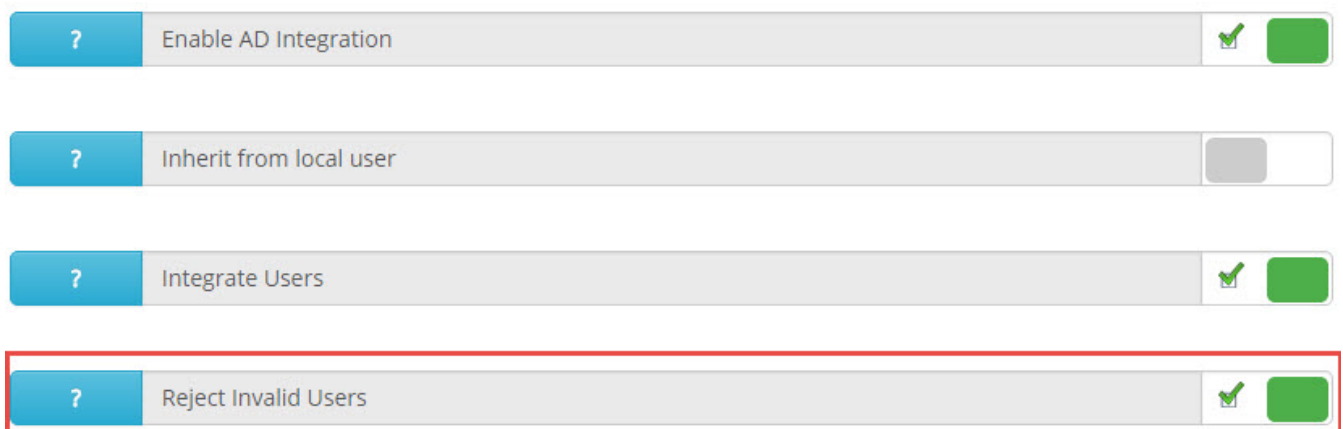 ? Enable AD Integration
? Inherit from local user
? Integrate Users
? Reject Invalid Users